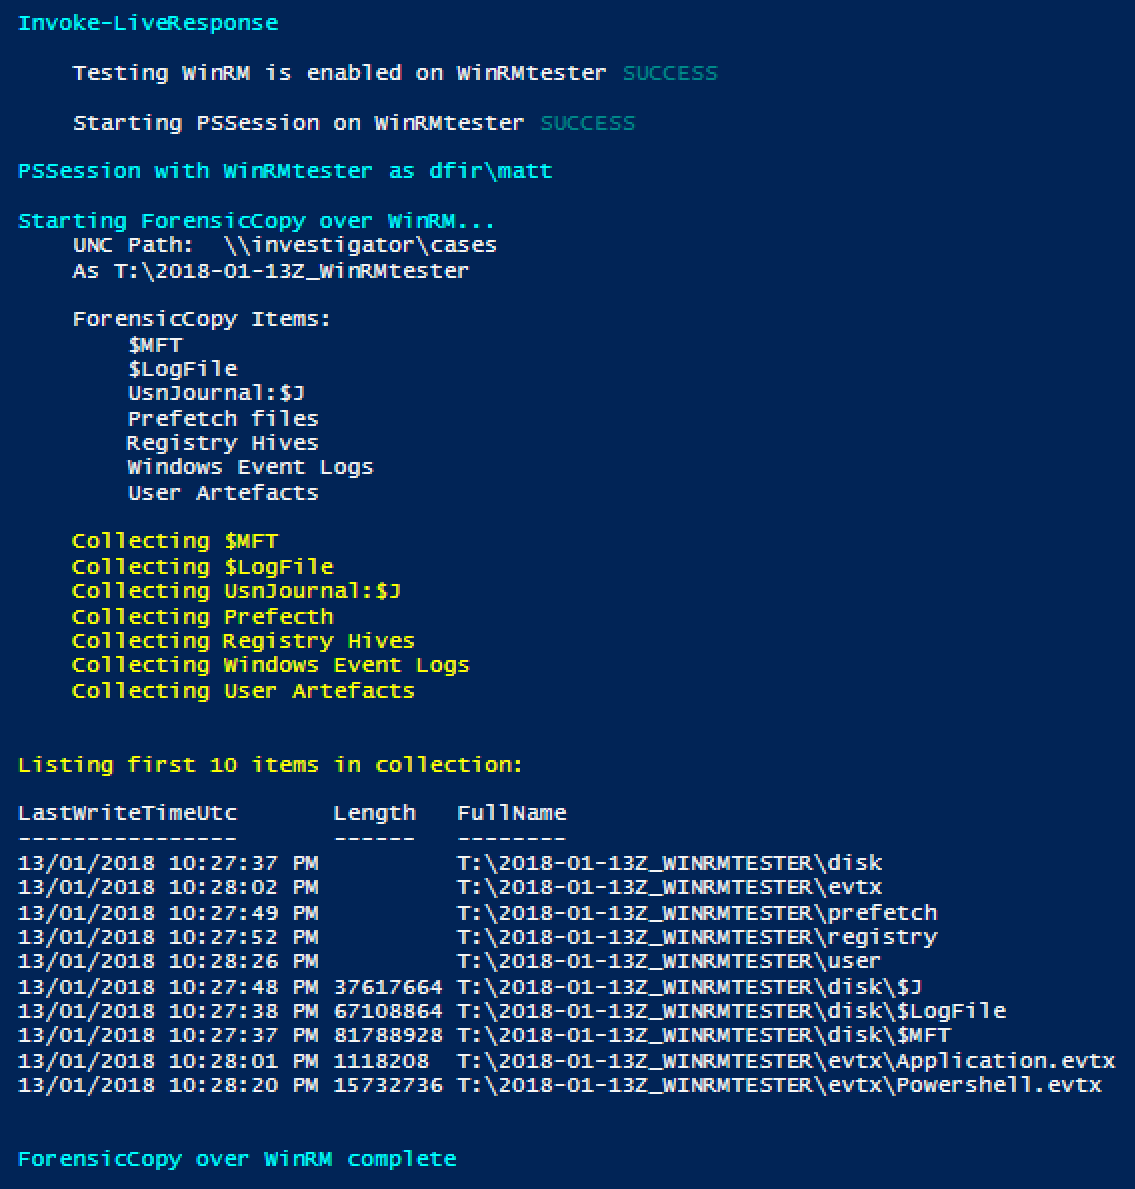 Invoke-LiveResponse
Testing WinRM is enabled on WinRMtester SUCCESS
Starting PSSession on WinRMtester SUCCESS
PSSession with WinRMtester as dfir\matt
Starting ForensicCopy over WinRM...
UNC Path:  \\investigator\cases
As T:\2018-01-13Z_WinRMtester
ForensicCopy Items:
$MFT
$LogFile
UsnJournal:$J
Prefetch files
Registry Hives
Windows Event Logs
User Artefacts
Collecting $MFT
Collecting $LogFile
Collecting UsnJournal:$J
Collecting Prefecth
Collecting Registry Hives
Collecting Windows Event Logs
Collecting User Artefacts
Listing first 10 items in collection:
LastWriteTimeUtc       Length   FullName
----------------       ------   --------
13/01/2018 10:27:37 PM          T:\2018-01-13Z_WINRMTESTER\disk
13/01/2018 10:28:02 PM          T:\2018-01-13Z_WINRMTESTER\evtx
13/01/2018 10:27:49 PM          T:\2018-01-13Z_WINRMTESTER\prefetch
13/01/2018 10:27:52 PM          T:\2018-01-13Z_WINRMTESTER\registry
13/01/2018 10:28:26 PM          T:\2018-01-13Z_WINRMTESTER\user
13/01/2018 10:27:48 PM 37617664 T:\2018-01-13Z_WINRMTESTER\disk\$J
13/01/2018 10:27:38 PM 67108864 T:\2018-01-13Z_WINRMTESTER\disk\$LogFile
13/01/2018 10:27:37 PM 81788928 T:\2018-01-13Z_WINRMTESTER\disk\$MFT
13/01/2018 10:28:01 PM 1118208  T:\2018-01-13Z_WINRMTESTER\evtx\Application.evtx
13/01/2018 10:28:20 PM 15732736 T:\2018-01-13Z_WINRMTESTER\evtx\Powershell.evtx
ForensicCopy over WinRM complete